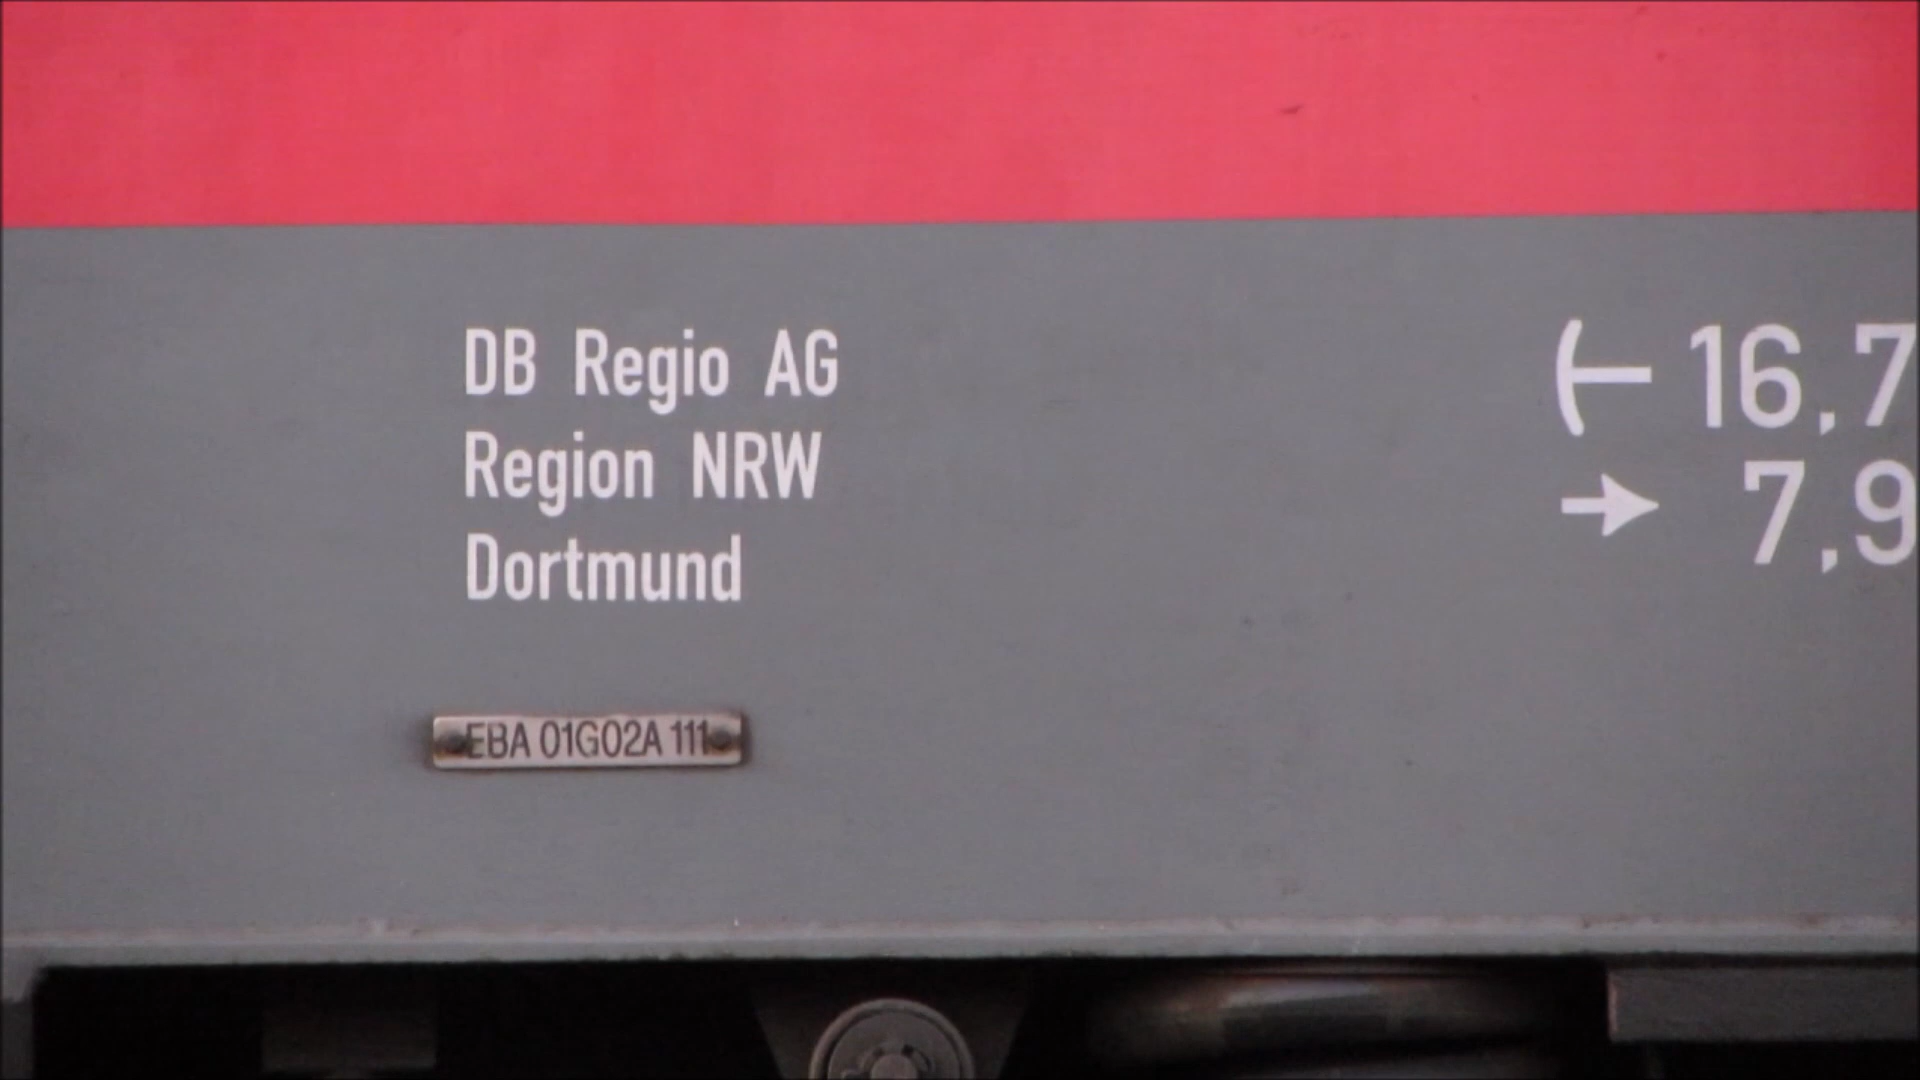 DB Regio AG
Region NRW
Dortmund
EBA 01G02A 111
16,7
7,9